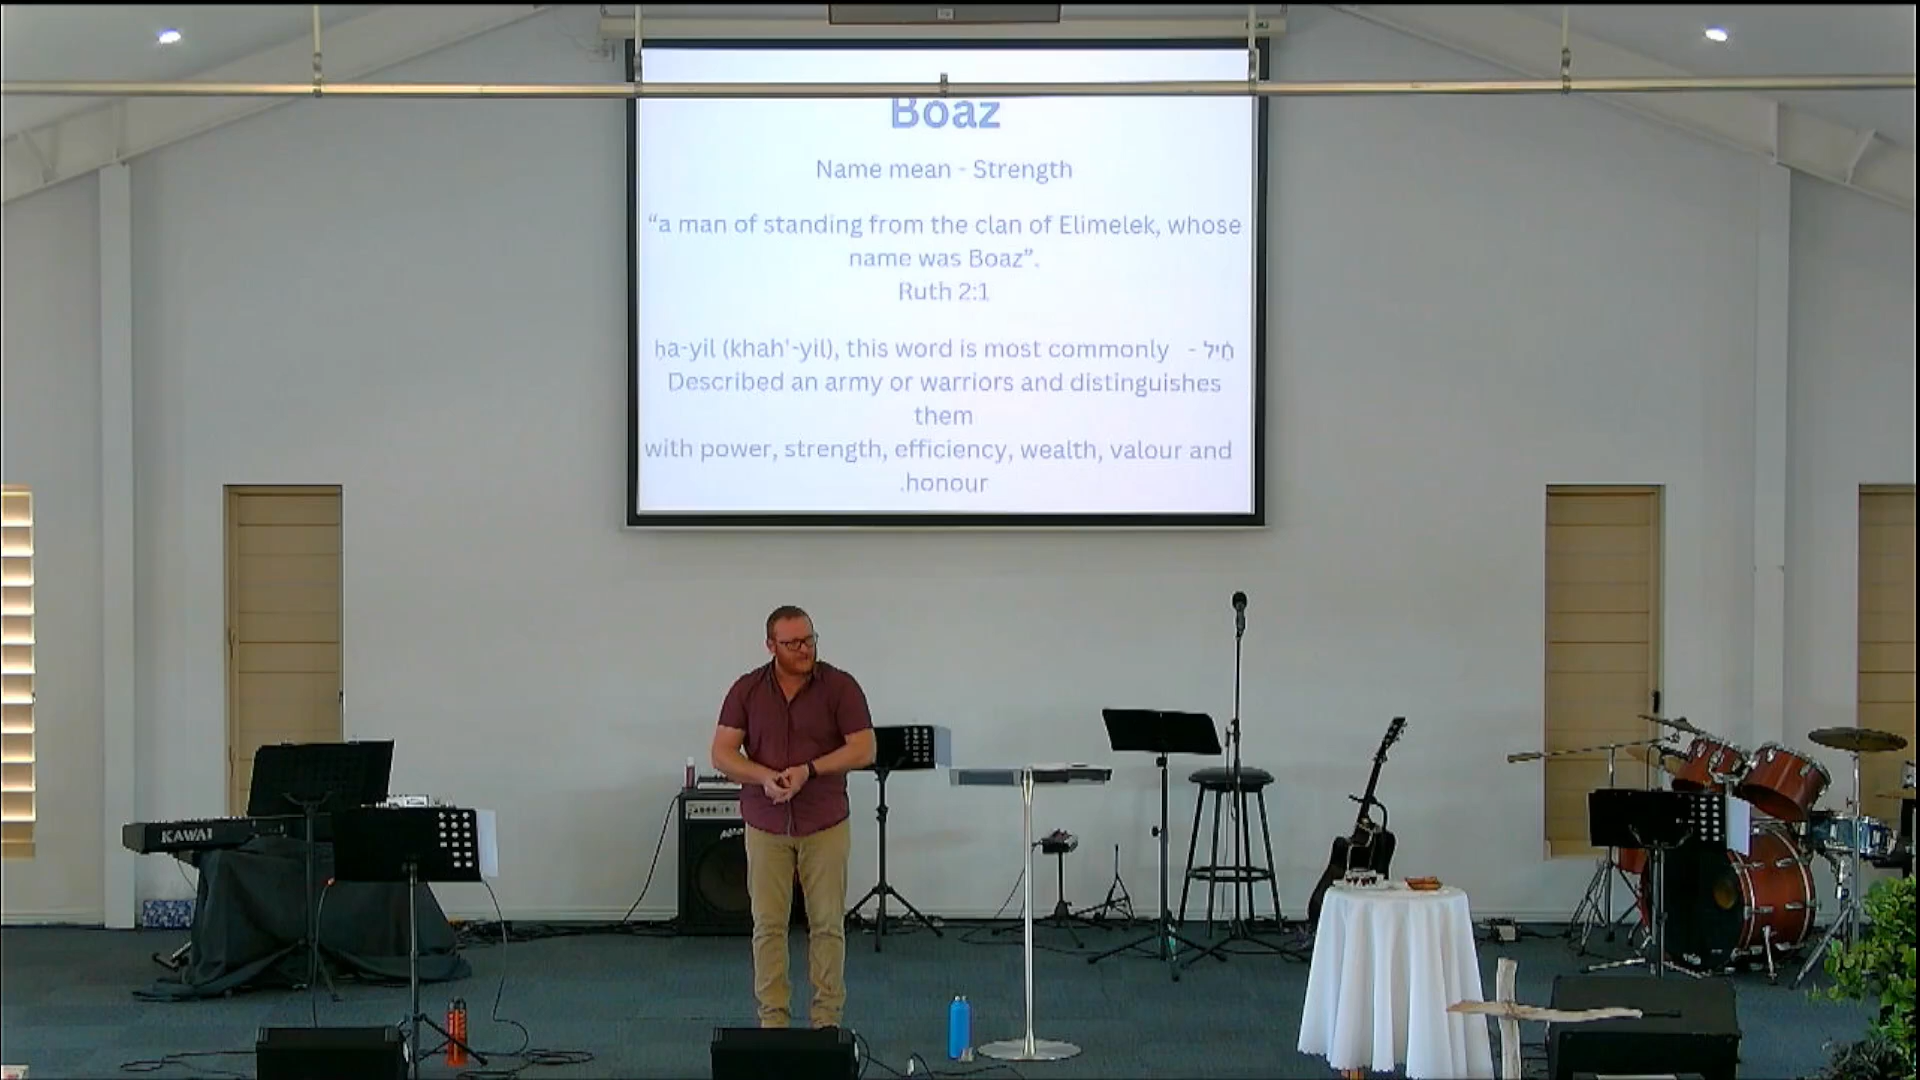 Boaz
Name mean - Strength
“a man of standing from the clan of Elimelek, whose
name was Boaz”.
Ruth 2:1
ḥa-yil (khah'-yil), this word is most commonly - חַיִל
Described an army or warriors and distinguishes
them
with power, strength, efficiency, wealth, valour and
.honour
KAWAI